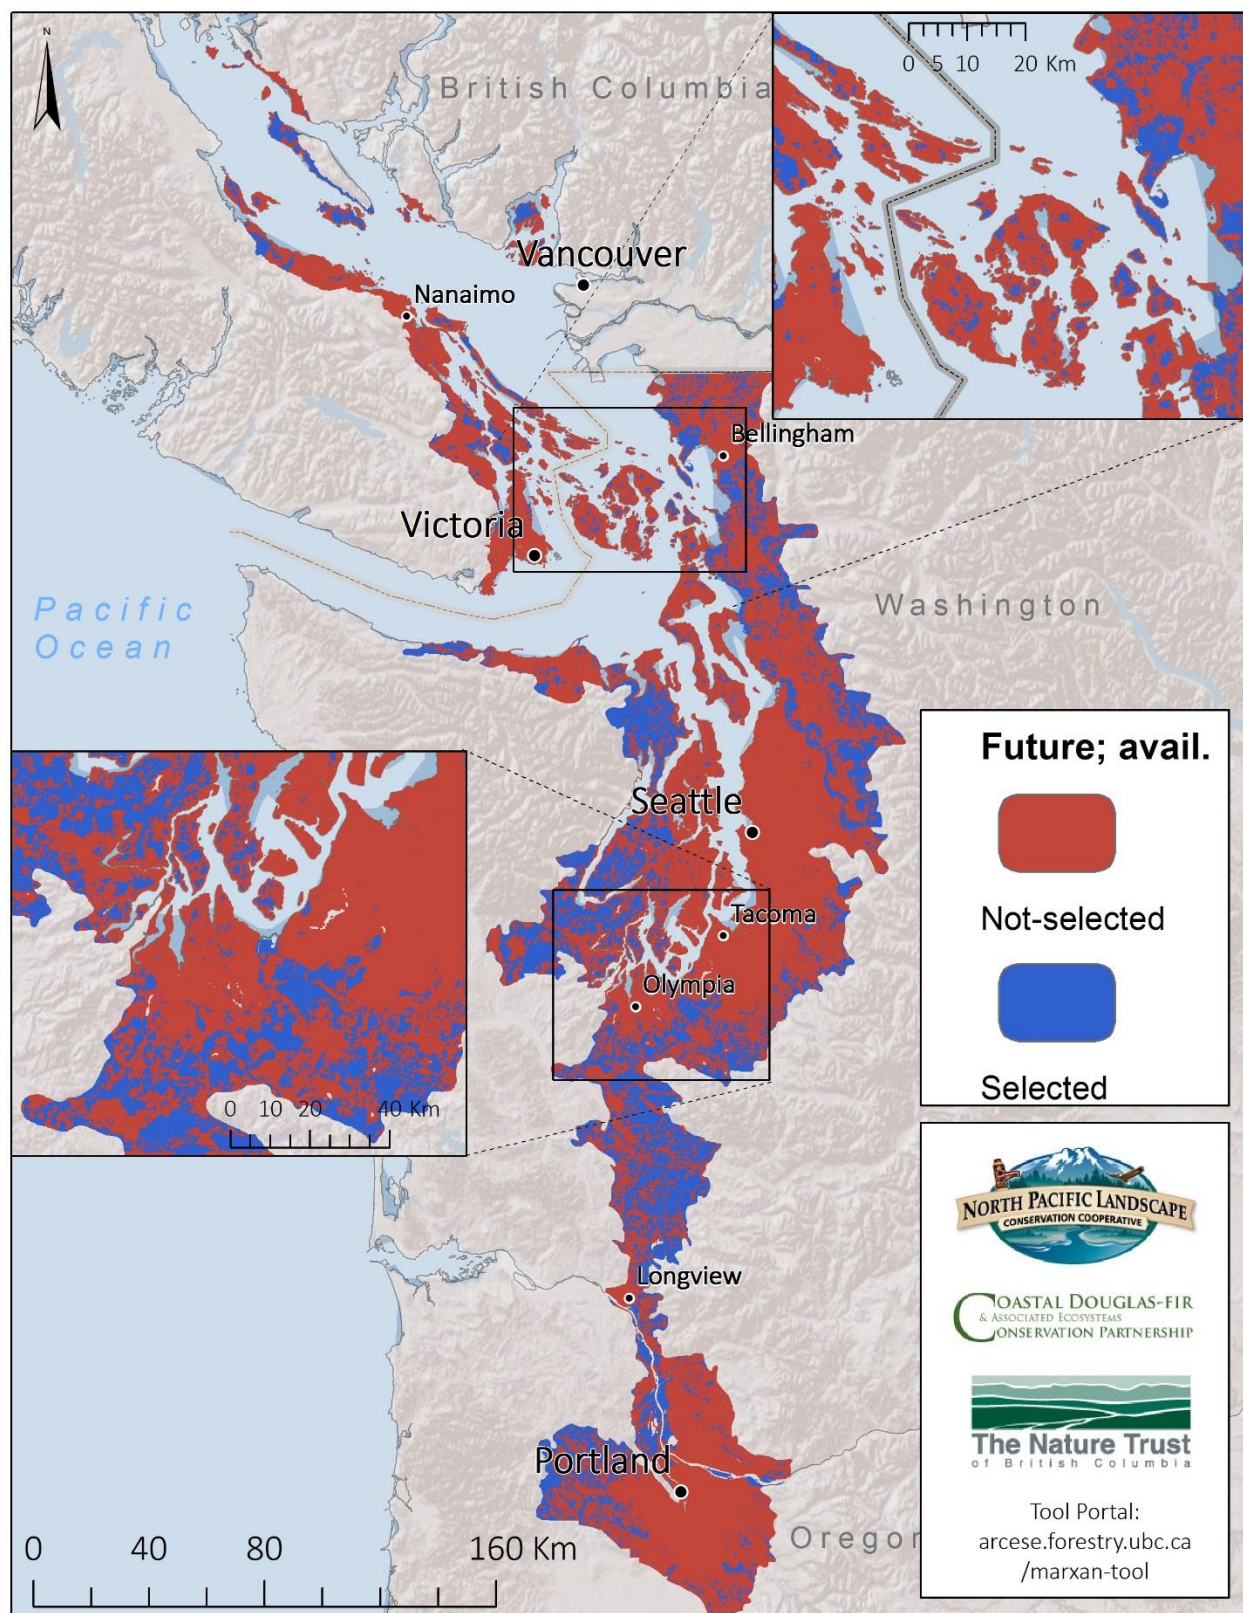 N
British Columbia
0 5 10 20 Km
Vancouver
Nanaimo
Bellingham
Victoria
Pacific
Ocean
Washington
Future; avail.
Not-selected
Selected
Seattle
Tacoma
Olympia
0 10 20 40 Km
Longview
Portland
Oregon
0 40 80 160 Km
NORTH PACIFIC LANDSCAPE
CONSERVATION COOPERATIVE
COASTAL DOUGLAS-FIR
& ASSOCIATED ECOSYSTEMS
CONSERVATION PARTNERSHIP
The Nature Trust
of British Columbia
Tool Portal:
arcese.forestry.ubc.ca
/marxan-tool